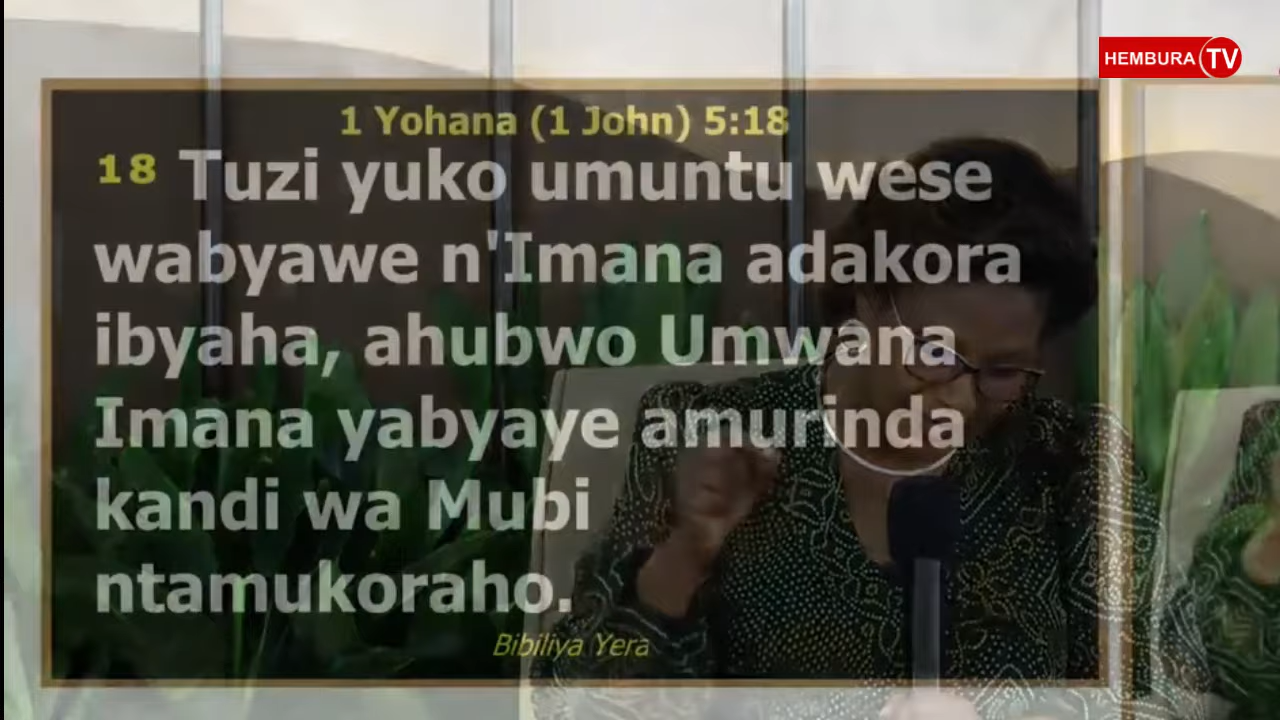 HEMBURA TV
1 Yohana (1 John) 5:18
18 Tuzi yuko umuntu wese
wabyawe n'Imana adakora
ibyaha, ahubwo Umwana
Imana yabyaye amurinda
kandi wa Mubi
ntamukoraho.
Bibiliya Yera